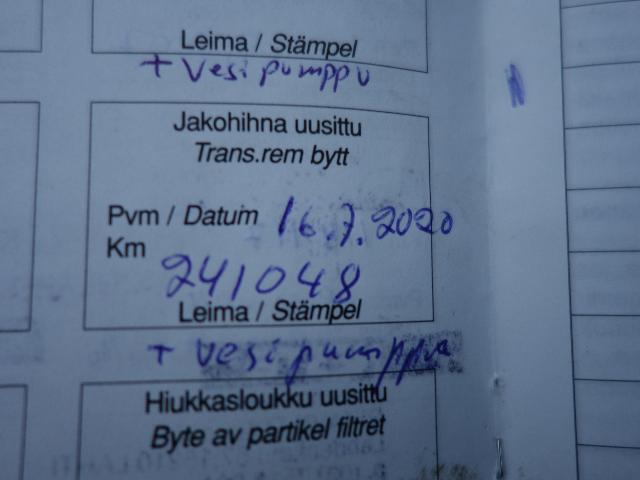 Leima / Stämpel
+ Vesipumppu
Jakohihna uusittu
Trans.rem bytt
Pvm / Datum 16.7.2020
Km
241048
Leima / Stämpel
+ Vesipumppu
Hiukkasloukku uusittu
Byte av partikel filtret